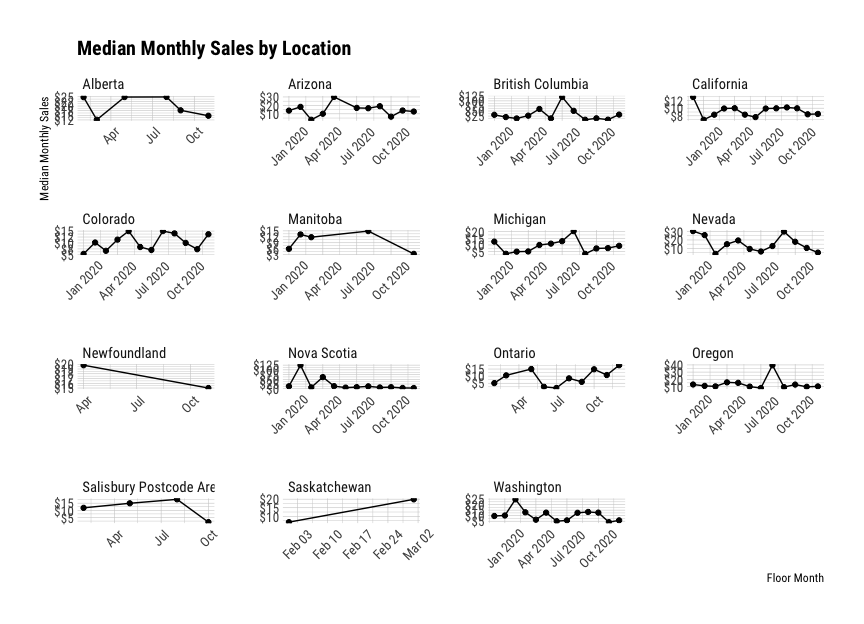 Median Monthly Sales by Location
Median Monthly Sales
Alberta
$25
$12
Apr
Jul
Oct
Arizona
$30
$20
$10
Jan 2020
Apr 2020
Jul 2020
Oct 2020
British Columbia
$125
$25
Jan 2020
Apr 2020
Jul 2020
Oct 2020
California
$12
$10
$8
Jan 2020
Apr 2020
Jul 2020
Oct 2020
Colorado
$15
$5
Jan 2020
Apr 2020
Jul 2020
Oct 2020
Manitoba
$15
$3
Jan 2020
Apr 2020
Jul 2020
Oct 2020
Michigan
$20
$15
$10
$5
Jan 2020
Apr 2020
Jul 2020
Oct 2020
Nevada
$30
$20
$10
Jan 2020
Apr 2020
Jul 2020
Oct 2020
Newfoundland
$20
$15
Apr
Jul
Oct
Nova Scotia
$125
$0
Jan 2020
Apr 2020
Jul 2020
Oct 2020
Ontario
$15
$10
$5
Apr
Jul
Oct
Oregon
$40
$30
$20
$10
Jan 2020
Apr 2020
Jul 2020
Oct 2020
Salisbury Postcode Are
$15
$10
$5
Apr
Jul
Oct
Saskatchewan
$20
$15
$10
Feb 03
Feb 10
Feb 17
Feb 24
Mar 02
Washington
$25
$20
$15
$10
$5
Jan 2020
Apr 2020
Jul 2020
Oct 2020
Floor Month